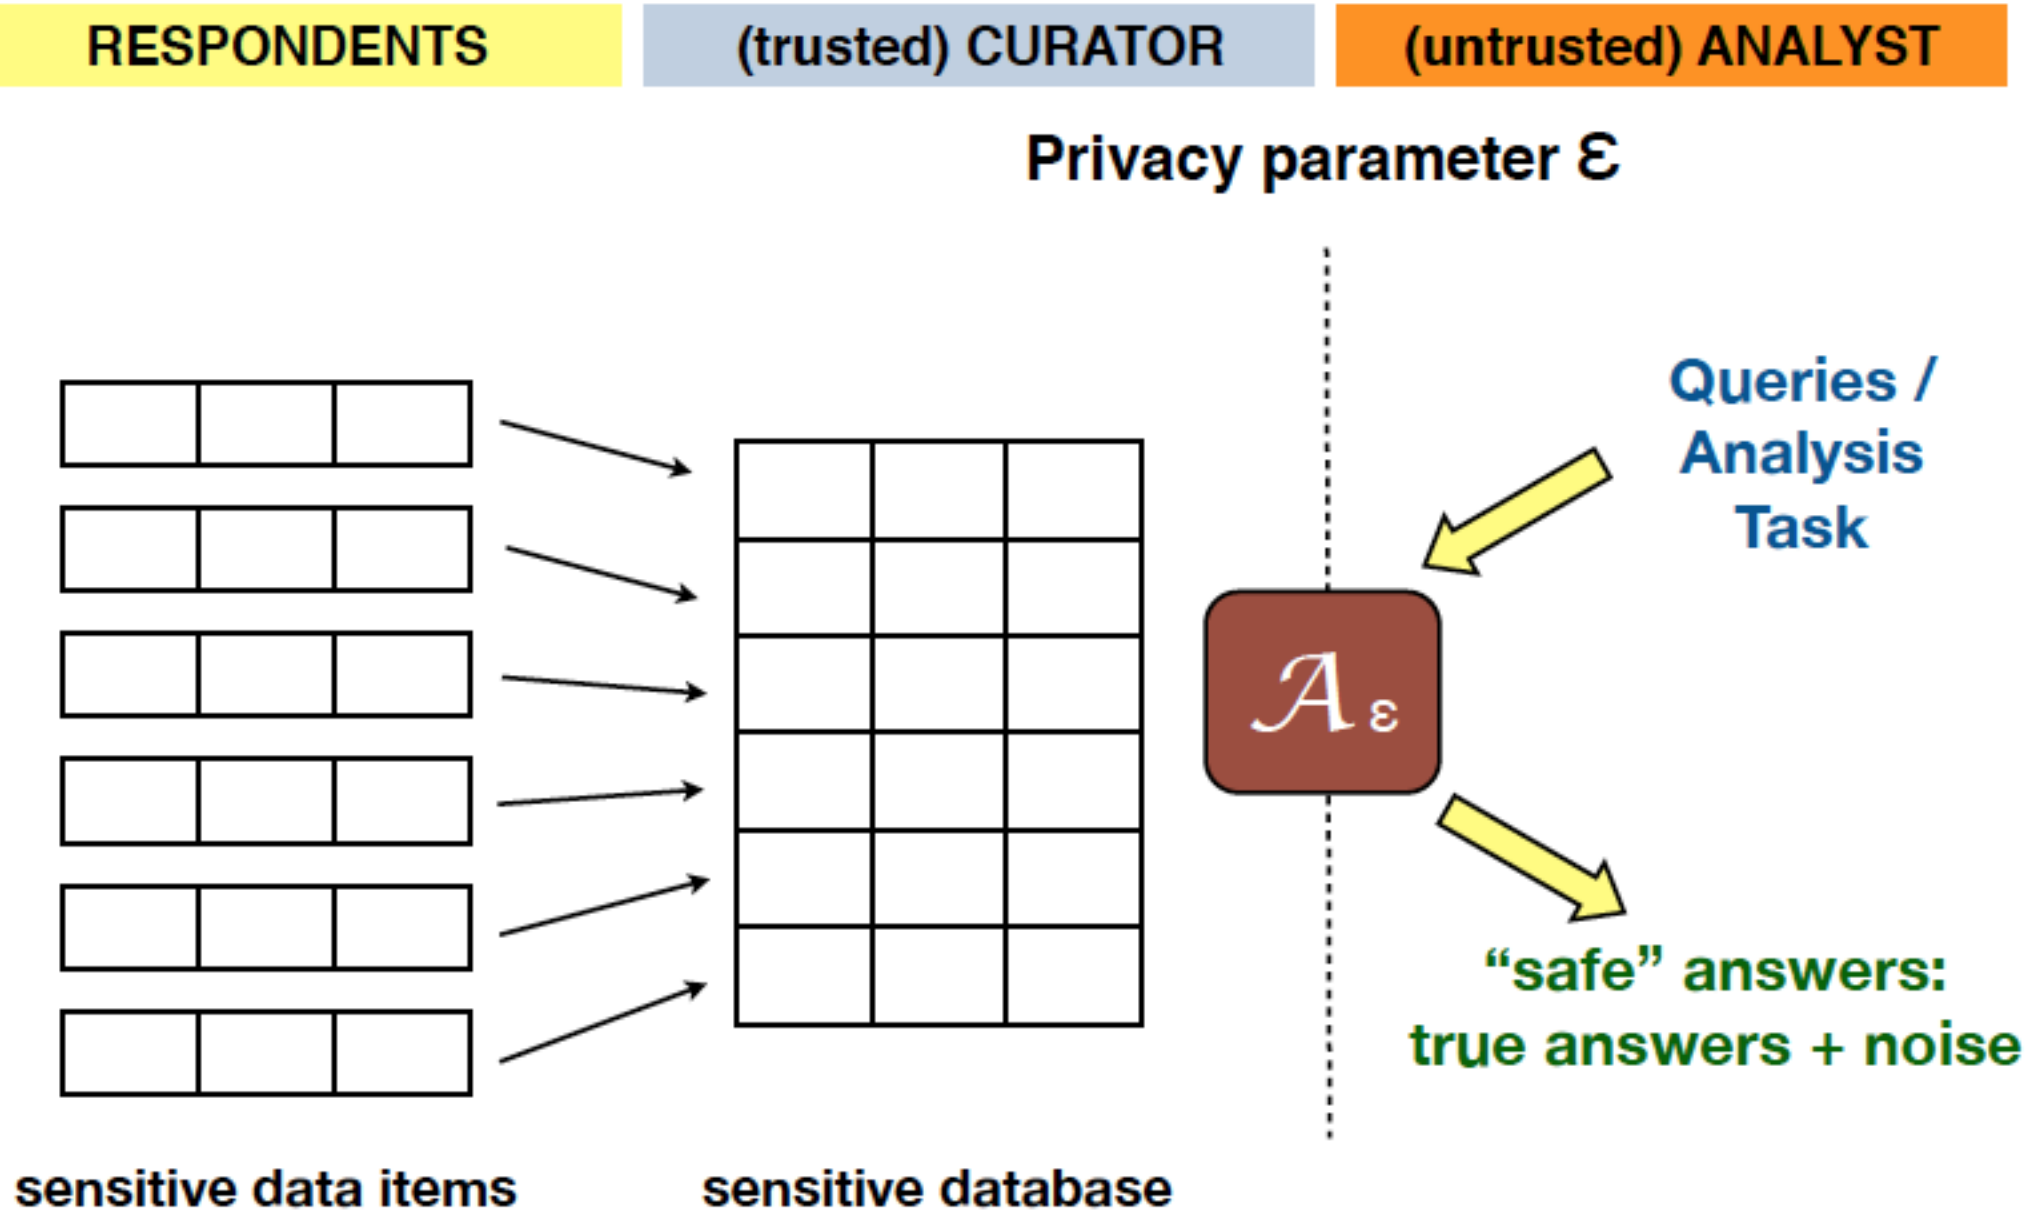 RESPONDENTS
(trusted) CURATOR
(untrusted) ANALYST
Privacy parameter Ɛ
Queries /
Analysis
Task
𝒜 ε
“safe” answers:
true answers + noise
sensitive data items
sensitive database